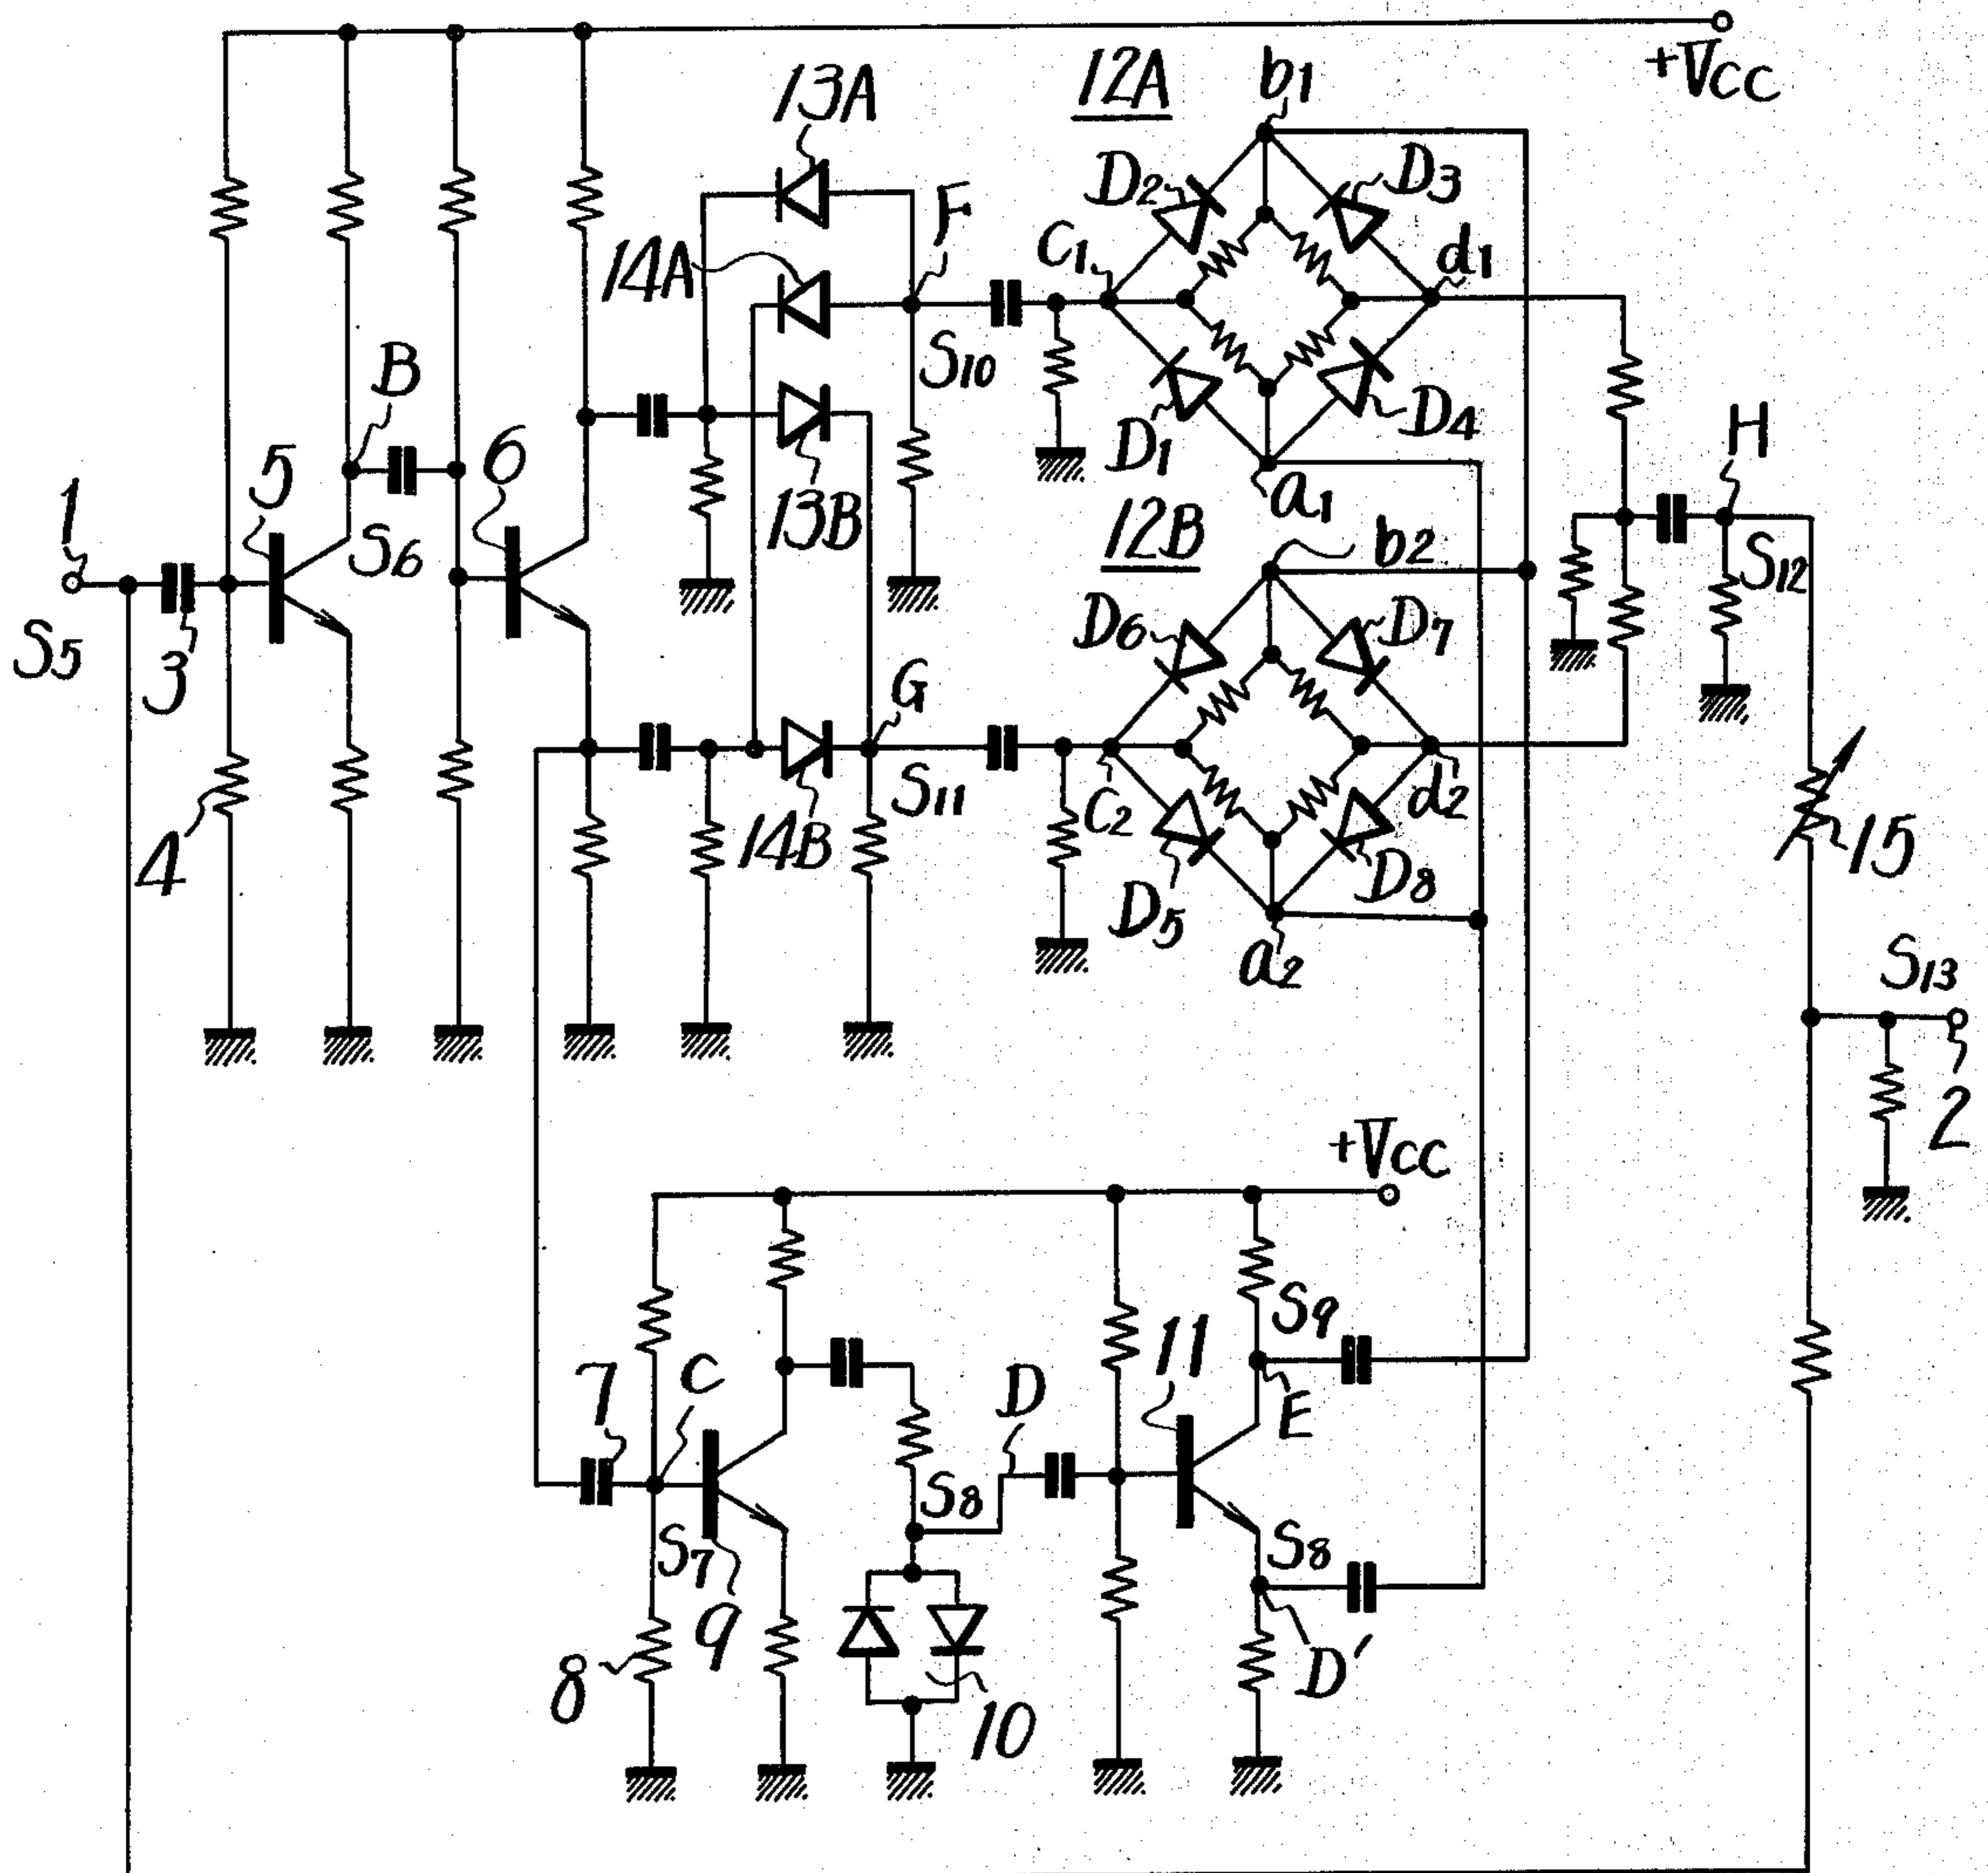 +VCC
13A
12A
b1
D2
D3
F
14A
C1
d1
S10
B
D4
H
D1
5
6
a1
1
13B
12B
b2
S6
S12
D6
D7
S5
3
G
S11
C2
d2
4
14B
15
D8
D5
a2
S13
2
+VCC
S9
11
7
C
D
E
S8
S7
S8
9
D′
8
10